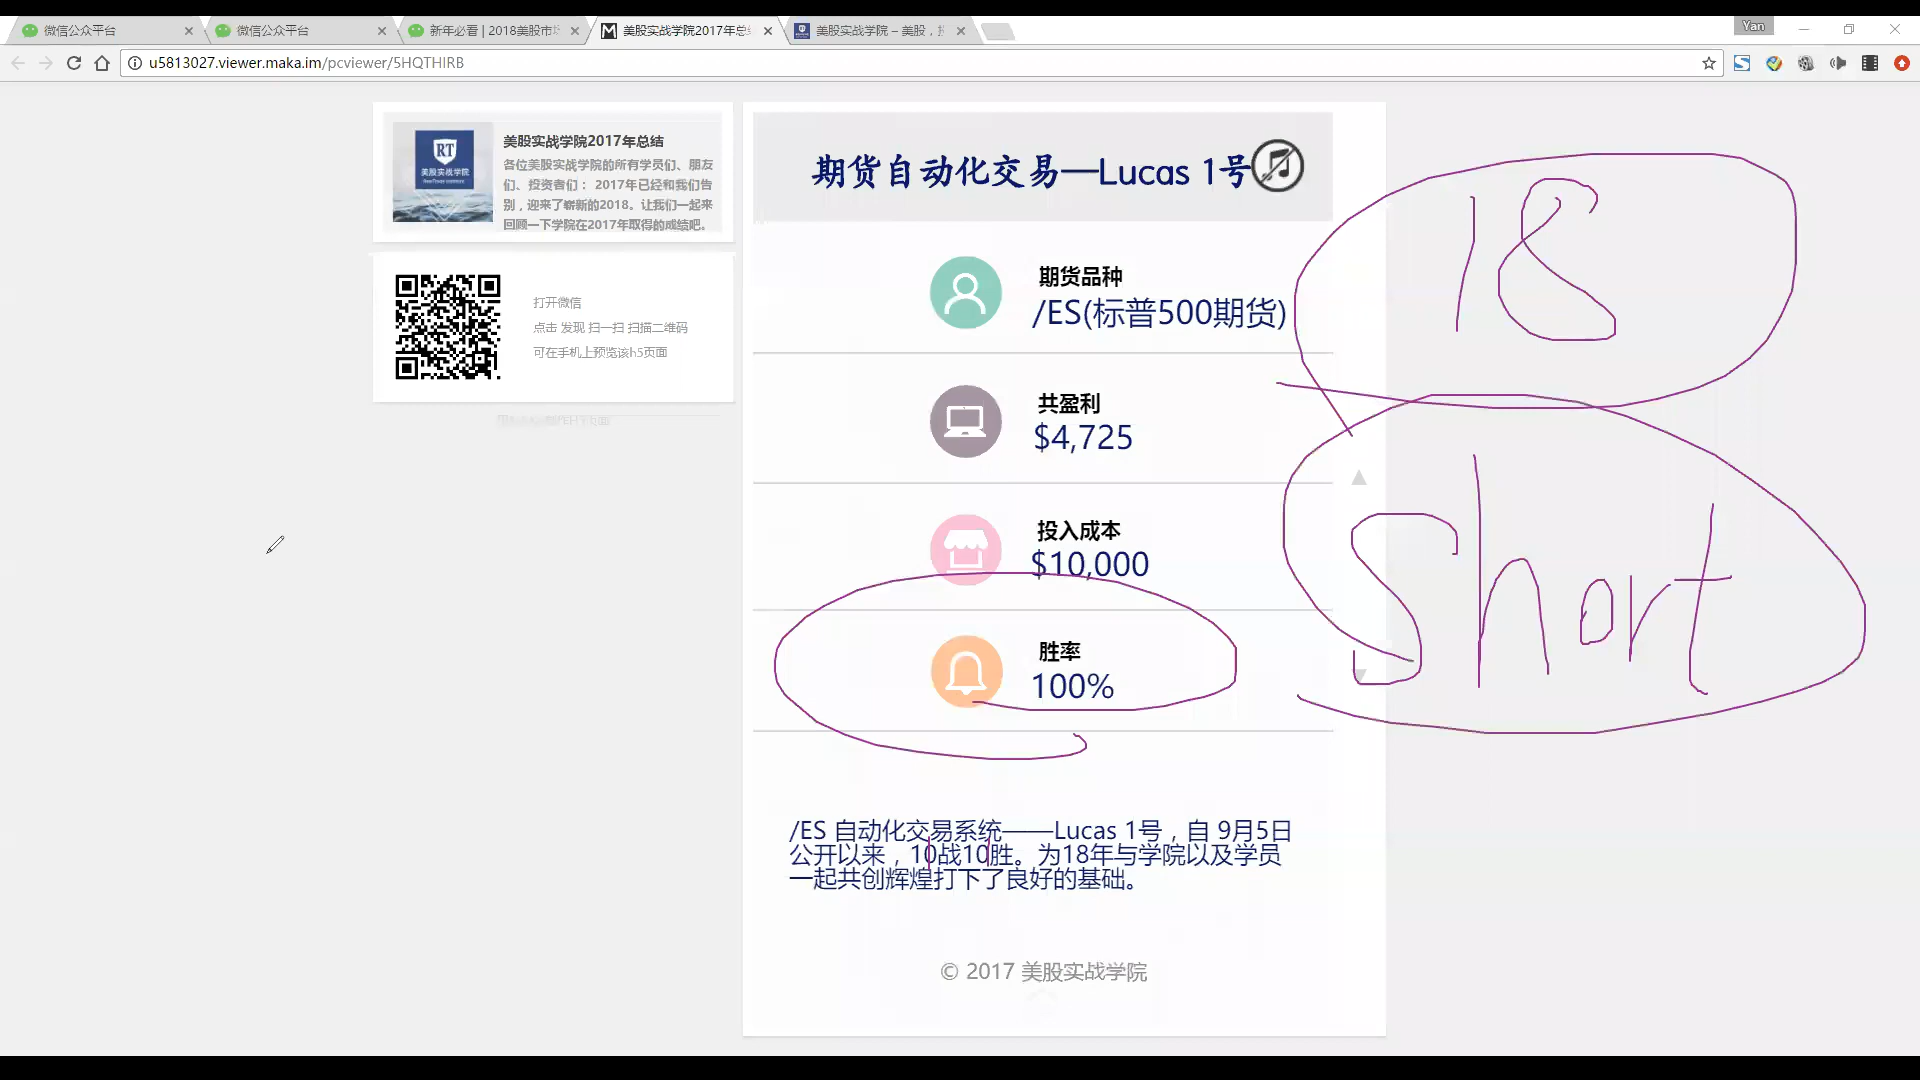 微信公众平台
微信公众平台
新年必看 | 2018美股市
美股实战学院2017年总
美股实战学院 – 美股，
Yan
u5813027.viewer.maka.im/pcviewer/5HQTHIRB
RT
美股实战学院
美股实战学院2017年总结
各位美股实战学院的所有学员们、朋友
们、投资者们： 2017年已经和我们告
别，迎来了崭新的2018。让我们一起来
回顾一下学院在2017年取得的成绩吧。
打开微信
点击 发现 扫一扫 扫描二维码
可在手机上预览该h5页面
期货自动化交易—Lucas 1号
期货品种
/ES(标普500期货)
共盈利
$4,725
投入成本
$10,000
胜率
100%
18
Short
/ES 自动化交易系统——Lucas 1号，自 9月5日
公开以来，10战10胜。为18年与学院以及学员
一起共创辉煌打下了良好的基础。
© 2017 美股实战学院